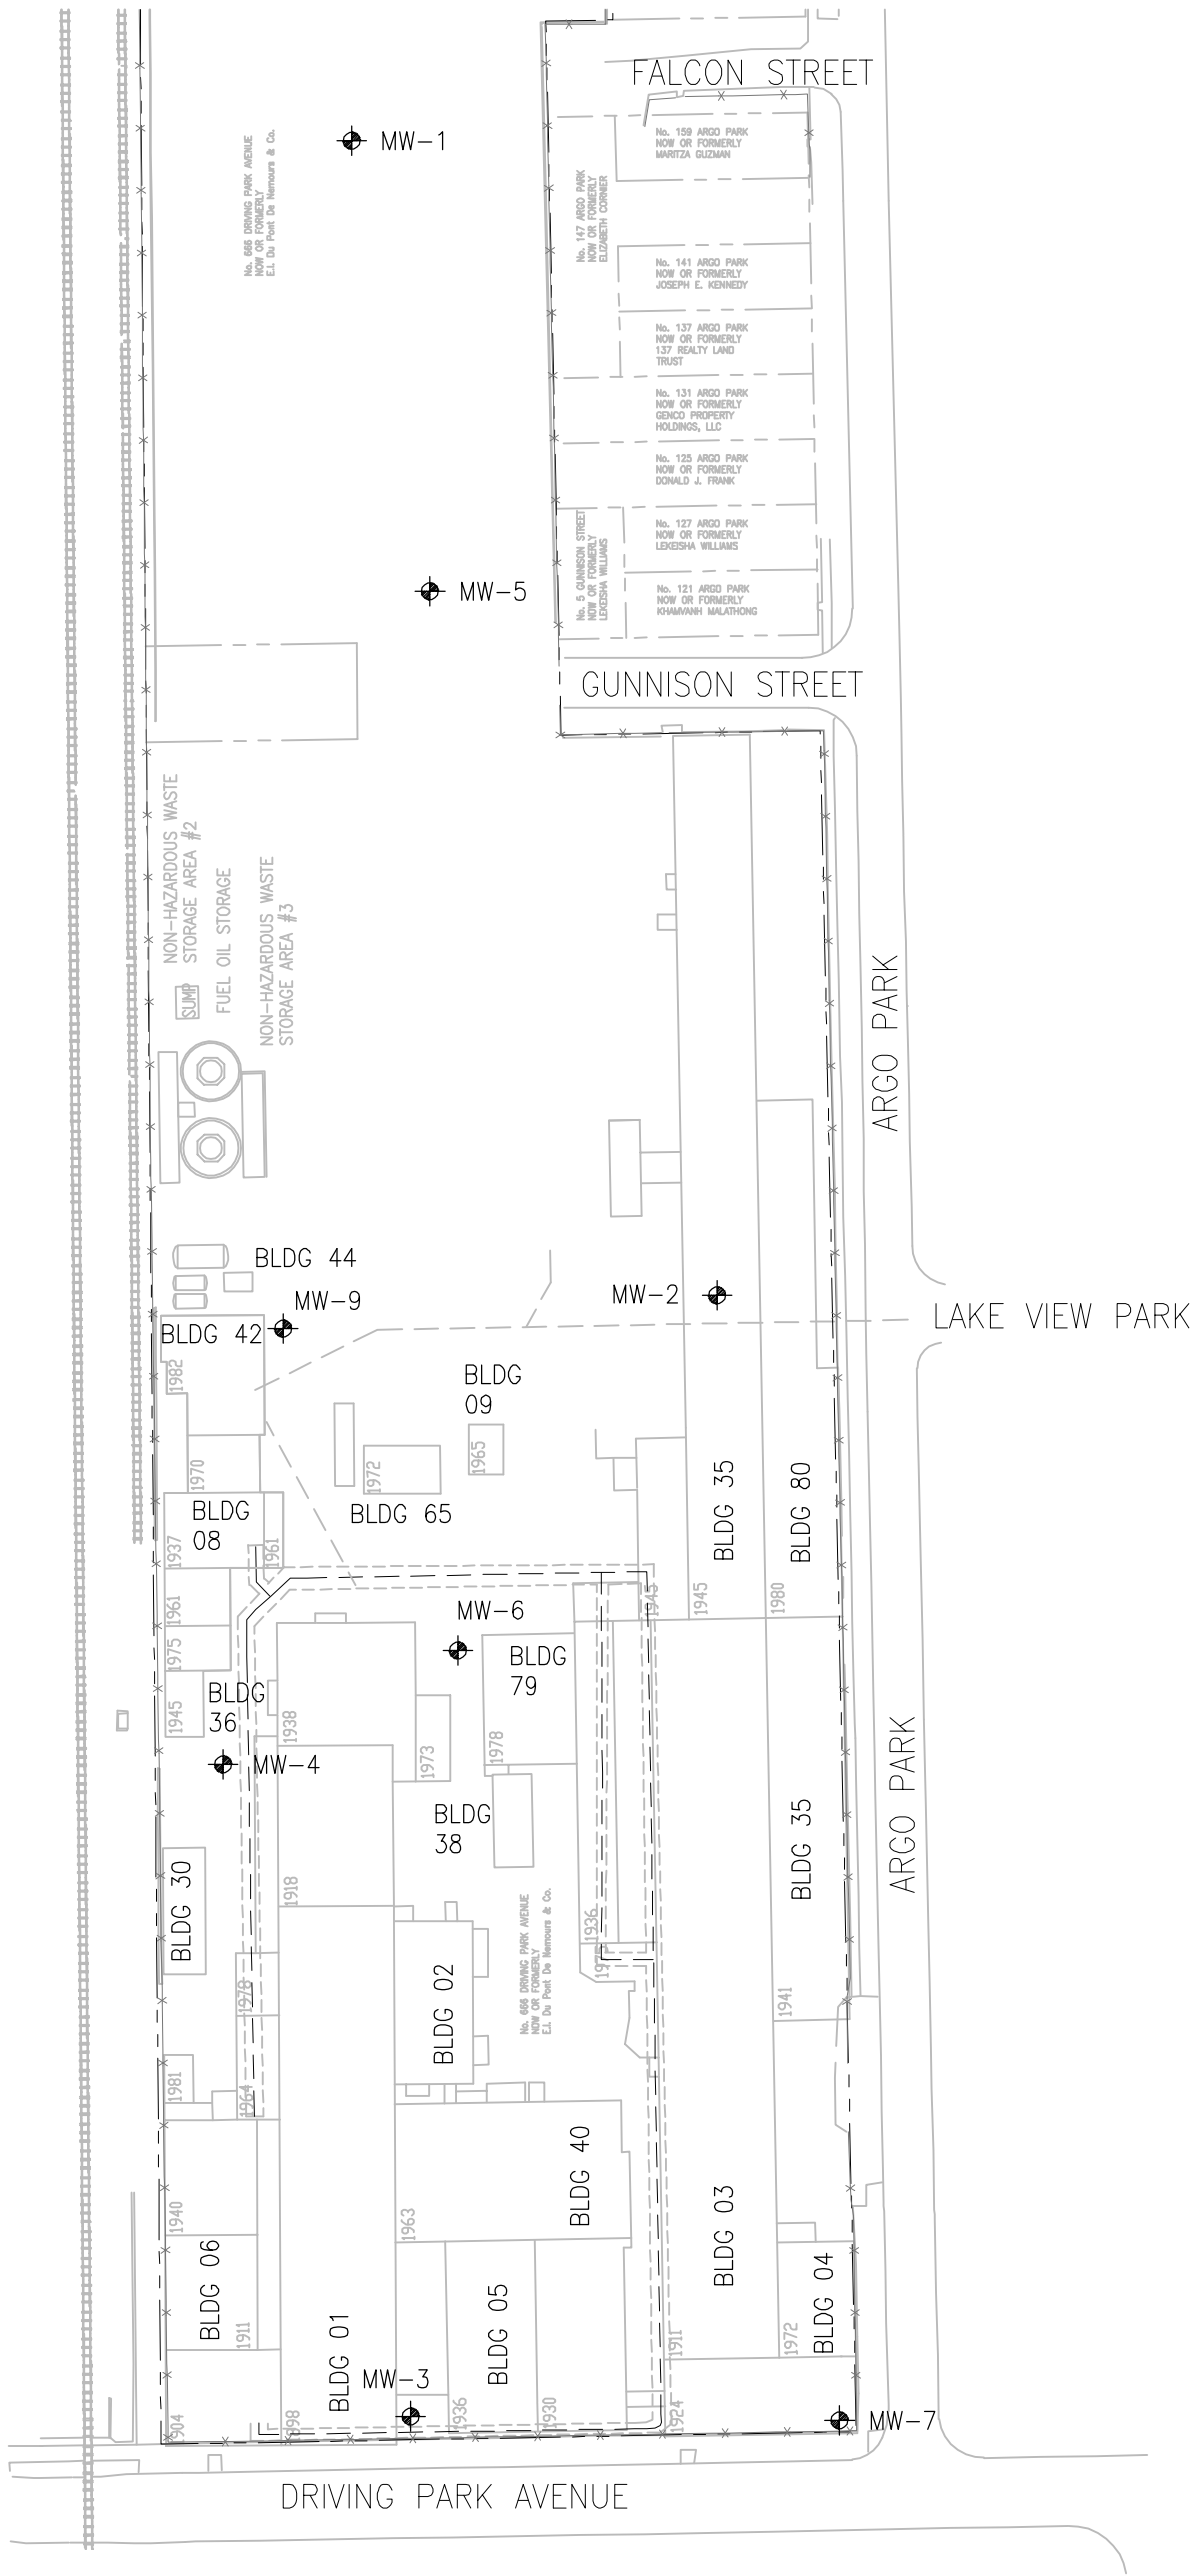 FALCON STREET
MW-1
No. 666 DRIVING PARK AVENUE
NOW OR FORMERLY
E.I. Du Pont De Nemours & Co.
No. 159 ARGO PARK
NOW OR FORMERLY
MARITZA GUZMAN
No. 147 ARGO PARK
NOW OR FORMERLY
ELIZABETH CORNIER
No. 141 ARGO PARK
NOW OR FORMERLY
JOSEPH E. KENNEDY
No. 137 ARGO PARK
NOW OR FORMERLY
137 REALTY LAND
TRUST
No. 131 ARGO PARK
NOW OR FORMERLY
GENCO PROPERTY
HOLDINGS, LLC
No. 125 ARGO PARK
NOW OR FORMERLY
DONALD J. FRANK
No. 127 ARGO PARK
NOW OR FORMERLY
LEKEISHA WILLIAMS
No. 5 GUNNISON STREET
NOW OR FORMERLY
LEKEISHA WILLIAMS
No. 121 ARGO PARK
NOW OR FORMERLY
KHAMVANH MALATHONG
MW-5
GUNNISON STREET
NON-HAZARDOUS WASTE
STORAGE AREA #2
FUEL OIL STORAGE
NON-HAZARDOUS WASTE
STORAGE AREA #3
SUMP
ARGO PARK
BLDG 44
MW-9
MW-2
LAKE VIEW PARK
BLDG 42
1982
BLDG
09
1965
1970
1972
BLDG 65
BLDG
08
1937
1961
BLDG 35
BLDG 80
1945
1980
1943
1961
1975
1945
MW-6
BLDG
79
1978
BLDG
36
1938
1973
MW-4
BLDG
38
BLDG 35
ARGO PARK
BLDG 30
1918
No. 666 DRIVING PARK AVENUE
NOW OR FORMERLY
E.I. Du Pont De Nemours & Co.
1936
BLDG 02
1978
1941
1981
1964
BLDG 40
1940
1963
BLDG 03
BLDG 06
BLDG 05
BLDG 04
1911
BLDG 01
1911
1972
MW-3
1904
1898
1936
1930
1924
MW-7
DRIVING PARK AVENUE